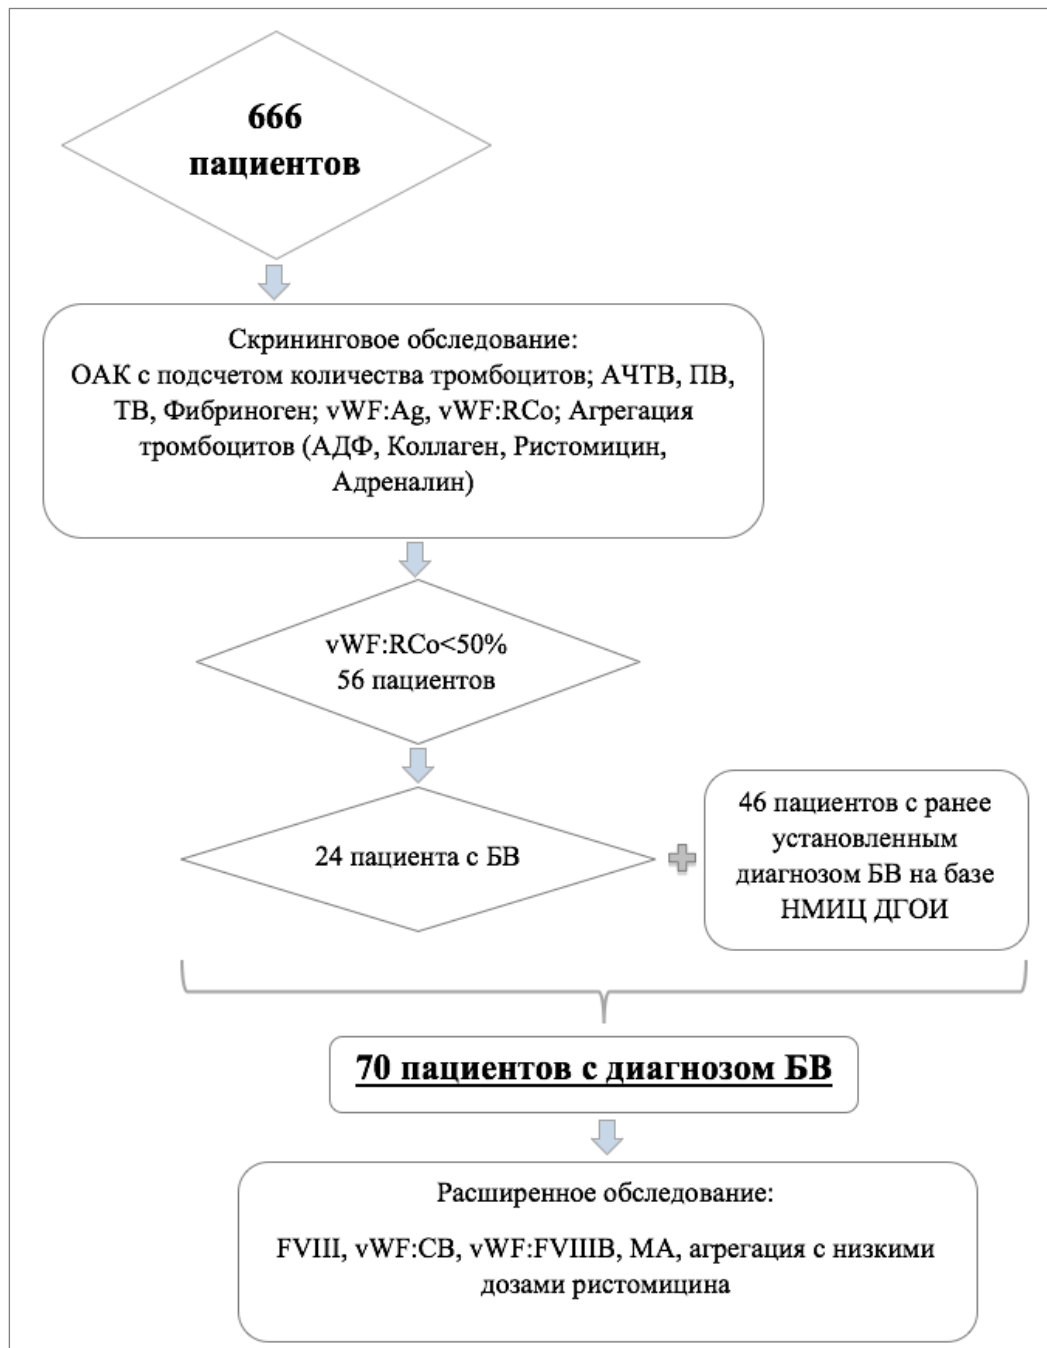 666
пациентов
Скрининговое обследование:
ОАК с подсчетом количества тромбоцитов; АЧТВ, ПВ,
ТВ, Фибриноген; vWF:Ag, vWF:RCo; Агрегация
тромбоцитов (АДФ, Коллаген, Ристомицин,
Адреналин)
vWF:RCo<50%
56 пациентов
24 пациента с БВ
46 пациентов с ранее
установленным
диагнозом БВ на базе
НМИЦ ДГОИ
70 пациентов с диагнозом БВ
Расширенное обследование:
FVIII, vWF:CB, vWF:FVIIIB, МА, агрегация с низкими
дозами ристомицина